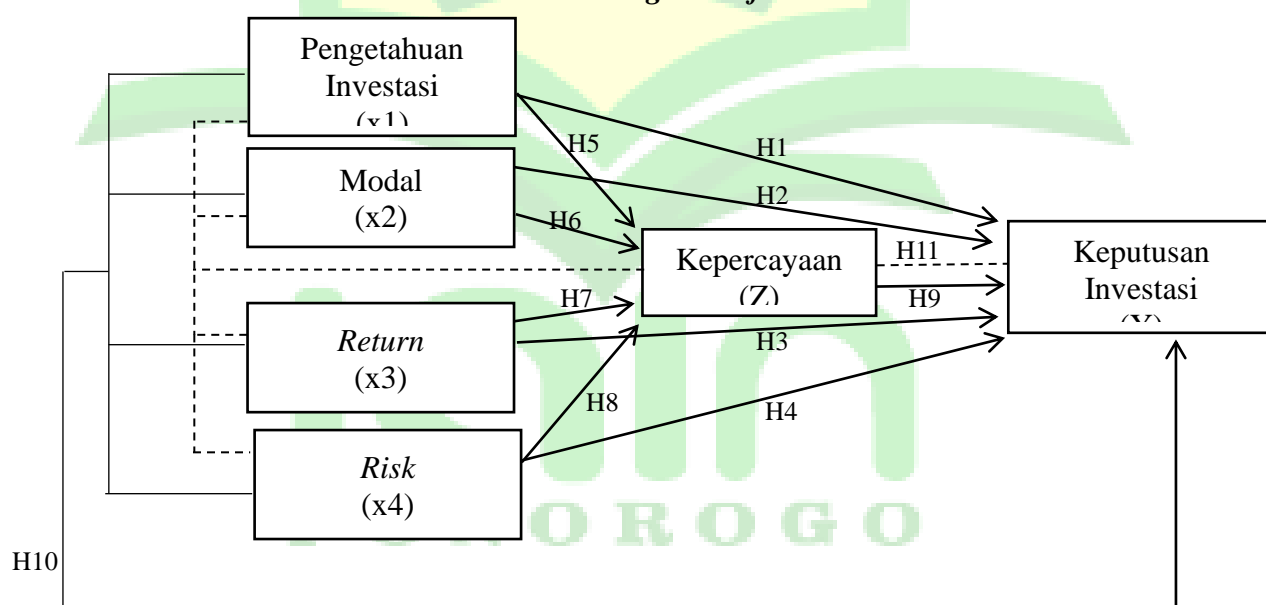 Pengetahuan
Investasi
(x1)
H5
H1
Modal
(x2)
H2
H6
Kepercayaan
(Z)
H11
Keputusan
Investasi
(Y)
H9
H7
Return
(x3)
H3
H8
H4
Risk
(x4)
OROGO
H10